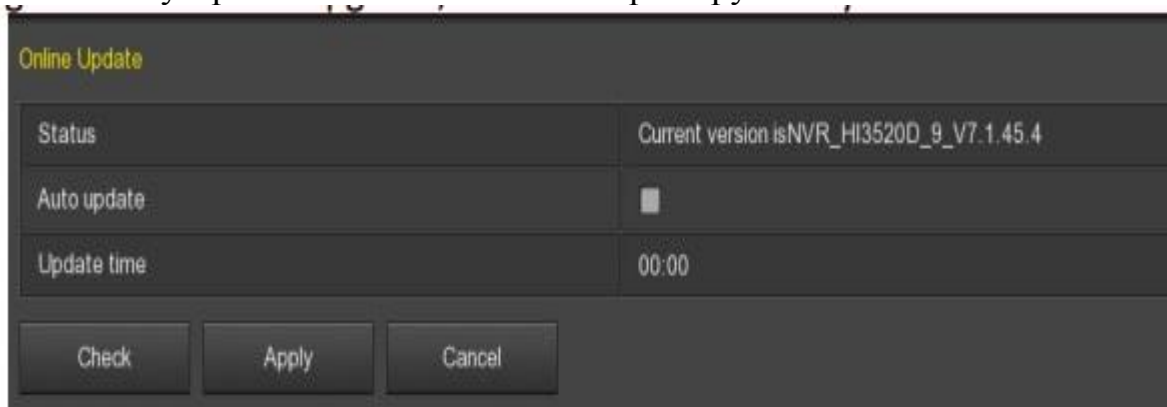 Online Update
Status Current version isNVR_HI3520D_9_V7.1.45.4
Auto update
Update time 00:00
Check Apply Cancel